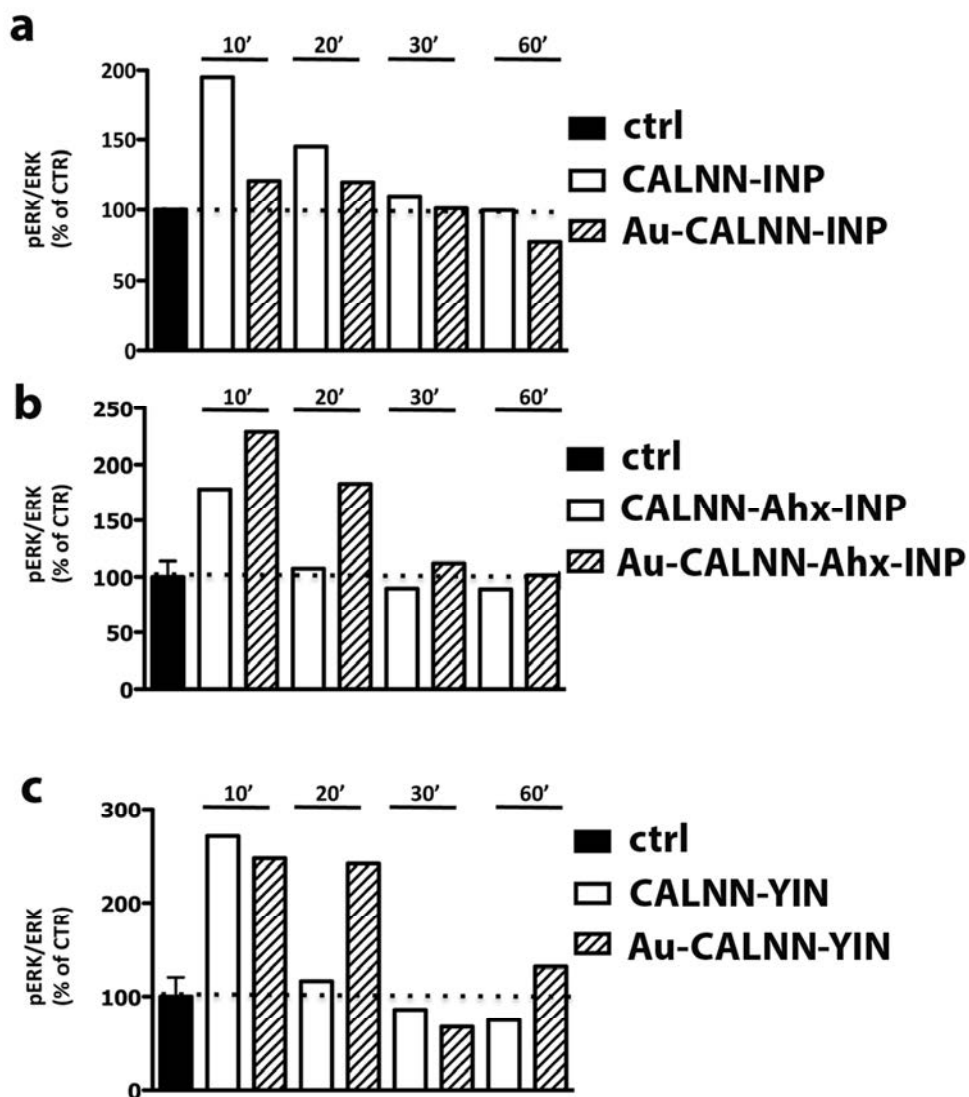 a
10’ 20’ 30’ 60’
200
150
100
50
0
pERK/ERK
(% of CTR)
ctrl
CALNN-INP
Au-CALNN-INP
b
10’ 20’ 30’ 60’
250
200
150
100
50
0
pERK/ERK
(% of CTR)
ctrl
CALNN-Ahx-INP
Au-CALNN-Ahx-INP
c
10’ 20’ 30’ 60’
300
200
100
0
pERK/ERK
(% of CTR)
ctrl
CALNN-YIN
Au-CALNN-YIN